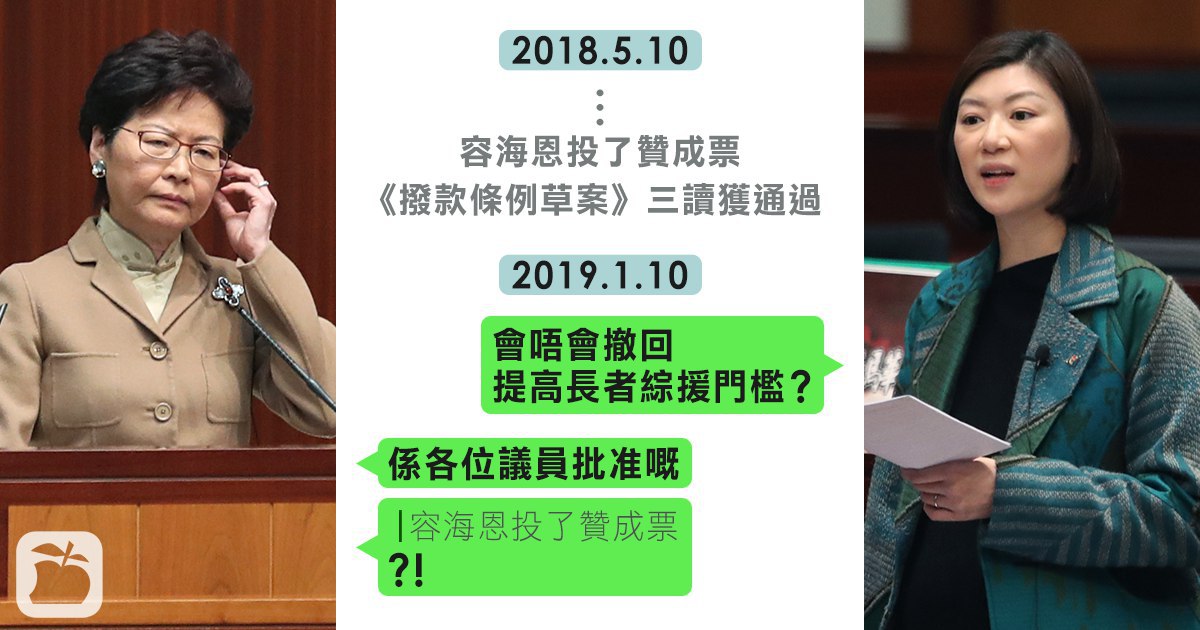 2018.5.10
容海恩投了贊成票
《撥款條例草案》三讀獲通過
2019.1.10
會唔會撤回
提高長者綜援門檻？
係各位議員批准嘅
容海恩投了贊成票
?!